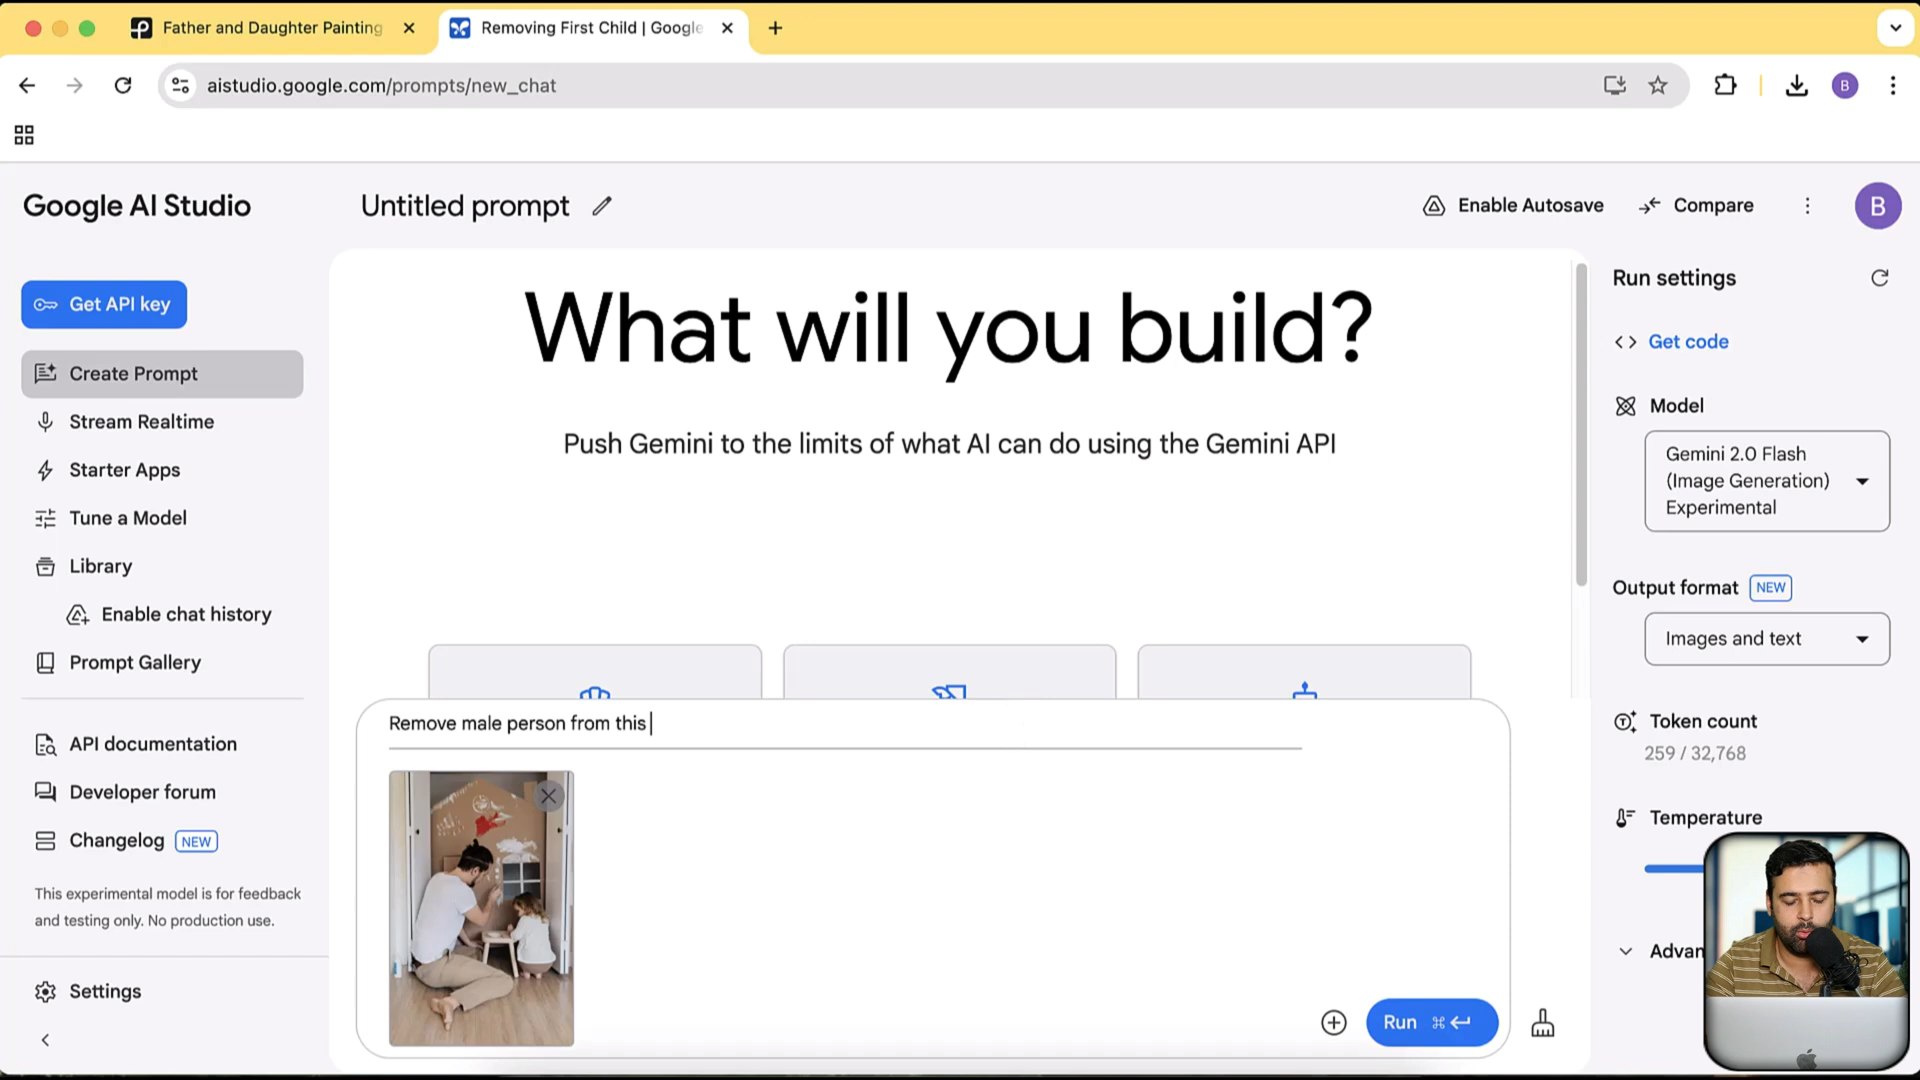 Father and Daughter Painting
Removing First Child | Google
aistudio.google.com/prompts/new_chat
B
Google AI Studio
Untitled prompt
Enable Autosave
Compare
B
Get API key
Create Prompt
Stream Realtime
Starter Apps
Tune a Model
Library
Enable chat history
Prompt Gallery
API documentation
Developer forum
Changelog NEW
This experimental model is for feedback
and testing only. No production use.
Settings
What will you build?
Push Gemini to the limits of what AI can do using the Gemini API
Remove male person from this
Run ⌘
Run settings
Get code
Model
Gemini 2.0 Flash
(Image Generation)
Experimental
Output format NEW
Images and text
Token count
259 / 32,768
Temperature
Advan